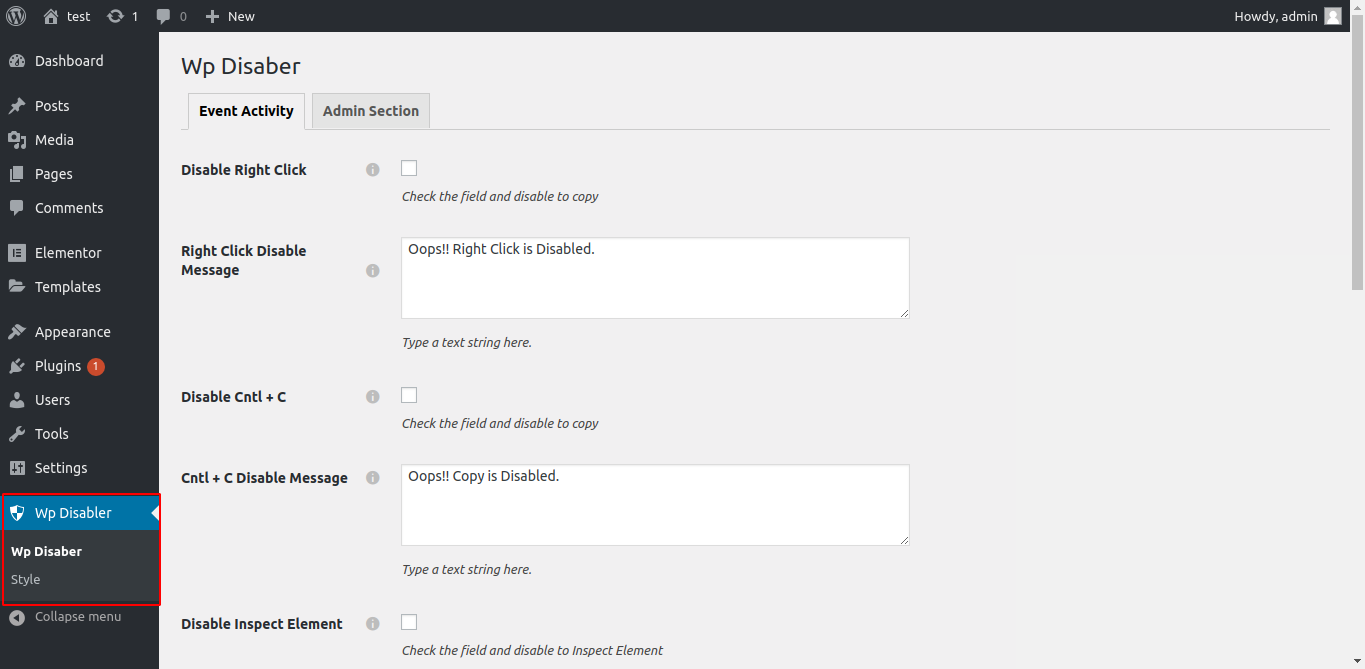 test 1 0 New Howdy, admin
Dashboard
Posts
Media
Pages
Comments
Elementor
Templates
Appearance
Plugins 1
Users
Tools
Settings
Wp Disabler
Wp Disaber
Style
Collapse menu
Wp Disaber
Event Activity Admin Section
Disable Right Click
Check the field and disable to copy
Right Click Disable
Message
Oops!! Right Click is Disabled.
Type a text string here.
Disable Cntl + C
Check the field and disable to copy
Cntl + C Disable Message
Oops!! Copy is Disabled.
Type a text string here.
Disable Inspect Element
Check the field and disable to Inspect Element